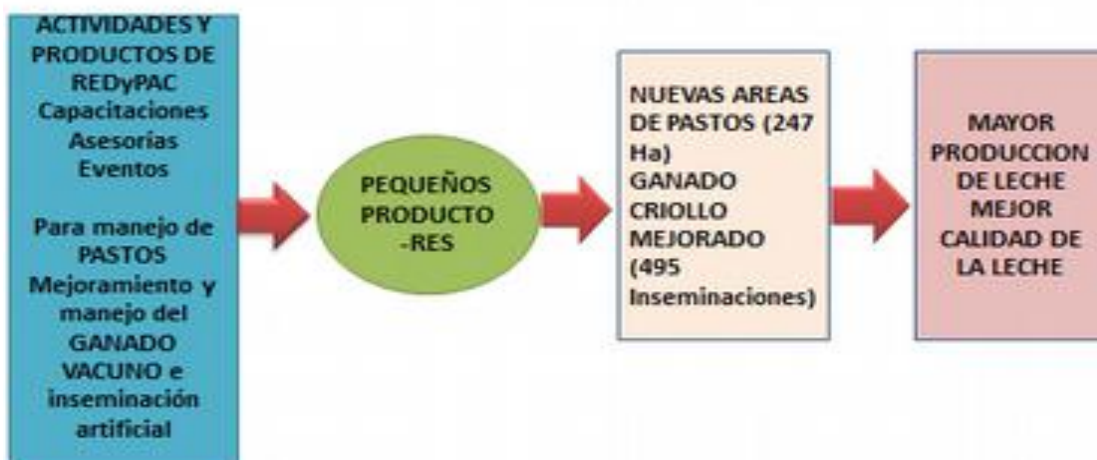 ACTIVIDADES Y
PRODUCTOS DE
REDyPAC
Capacitaciones
Asesorías
Eventos
Para manejo de
PASTOS
Mejoramiento y
manejo del
GANADO
VACUNO e
inseminación
artificial
PEQUEÑOS
PRODUCTO
-RES
NUEVAS AREAS
DE PASTOS (247
Ha)
GANADO
CRIOLLO
MEJORADO
(495
Inseminaciones)
MAYOR
PRODUCCION
DE LECHE
MEJOR
CALIDAD DE
LA LECHE